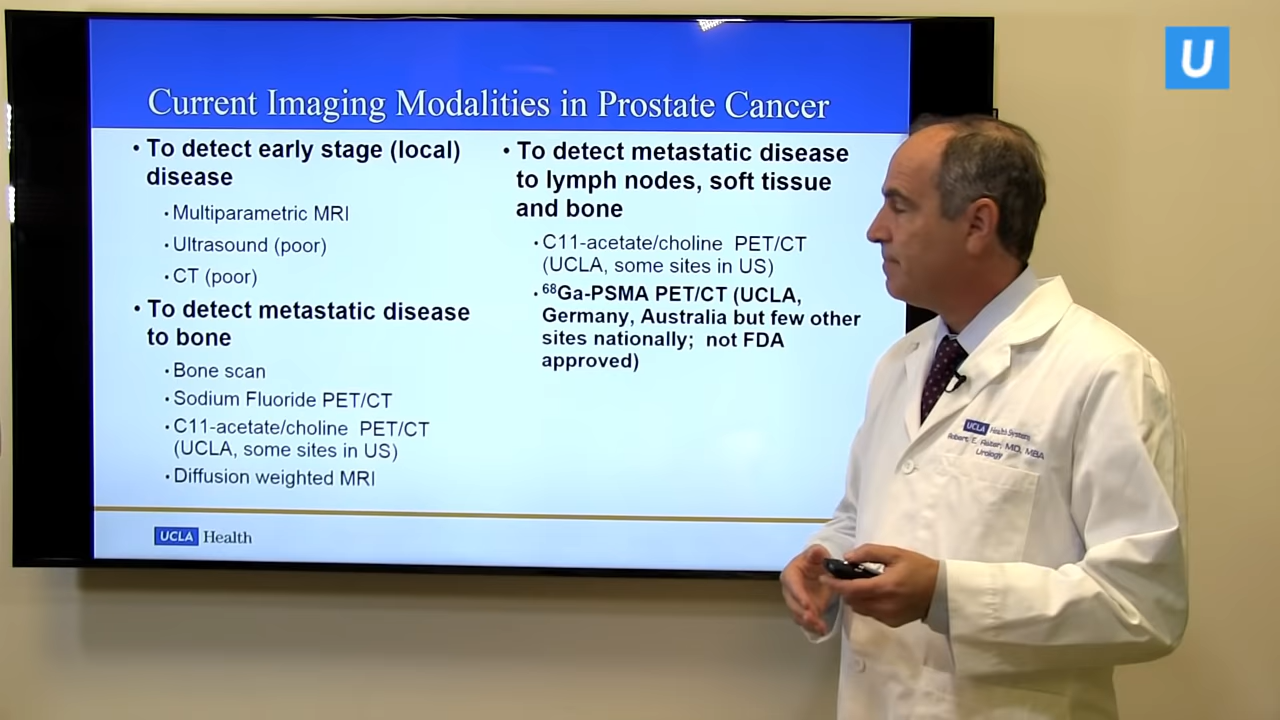 U
Current Imaging Modalities in Prostate Cancer
• To detect early stage (local)
disease
• Multiparametric MRI
• Ultrasound (poor)
• CT (poor)
• To detect metastatic disease
to bone
• Bone scan
• Sodium Fluoride PET/CT
• C11-acetate/choline PET/CT
(UCLA, some sites in US)
• Diffusion weighted MRI
• To detect metastatic disease
to lymph nodes, soft tissue
and bone
• C11-acetate/choline PET/CT
(UCLA, some sites in US)
• ⁶⁸Ga-PSMA PET/CT (UCLA,
Germany, Australia but few other
sites nationally; not FDA
approved)
UCLA Health
UCLA Health System
Robert E. Reiter, MD, MBA
Urology